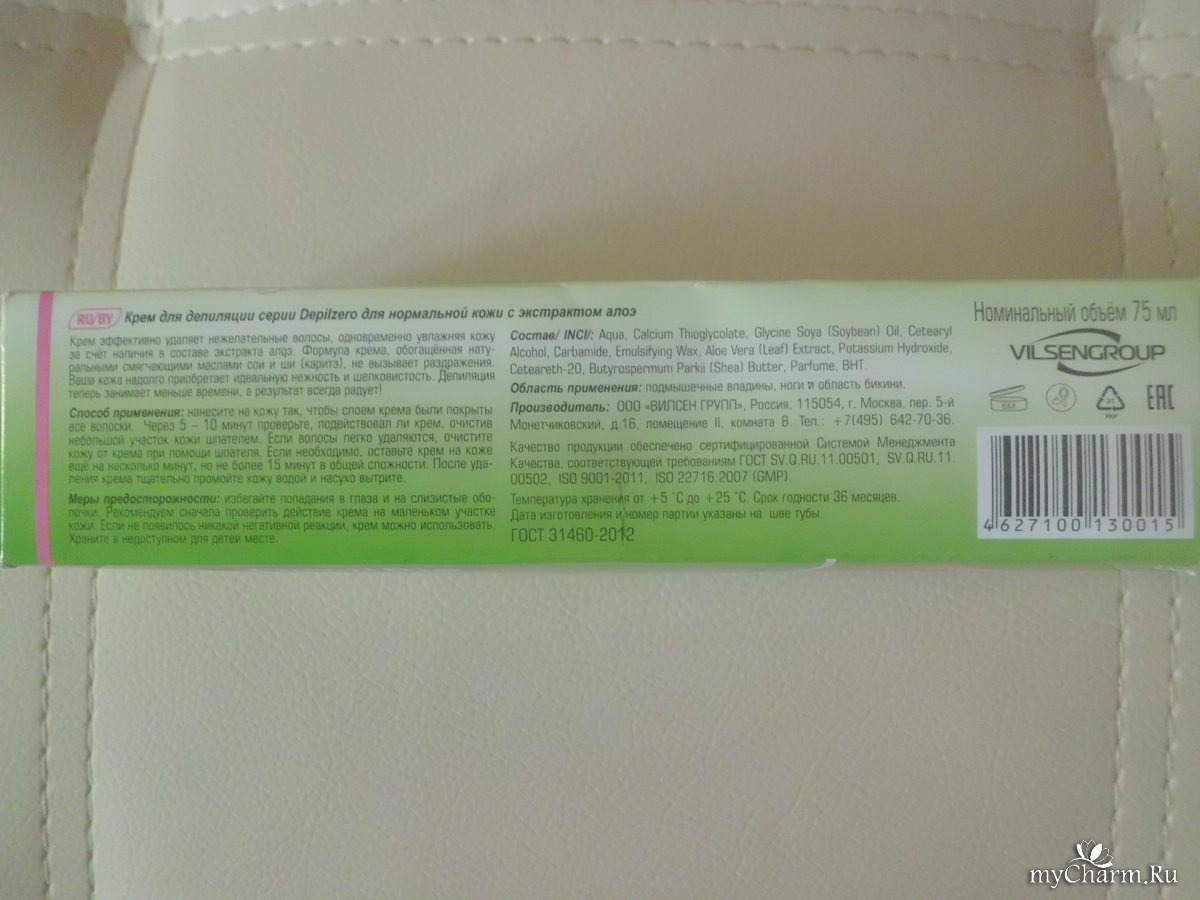 RU/BY Крем для депиляции серии Depilzero для нормальной кожи с экстрактом алоэ
Крем эффективно удаляет нежелательные волосы, одновременно увлажняя кожу
за счёт наличия в составе экстракта алоэ. Формула крема, обогащённая нату-
ральными смягчающими маслами сои и ши (каритэ), не вызывает раздражения.
Ваша кожа надолго приобретает идеальную нежность и шелковистость. Депиляция
теперь занимает меньше времени, а результат всегда радует!
Способ применения: нанесите на кожу так, чтобы слоем крема были покрыты
все волоски. Через 5 – 10 минут проверьте, подействовал ли крем, очистив
небольшой участок кожи шпателем. Если волосы легко удаляются, очистите
кожу от крема при помощи шпателя. Если необходимо, оставьте крем на коже
ещё на несколько минут, но не более 15 минут в общей сложности. После уда-
ления крема тщательно промойте кожу водой и насухо вытрите.
Меры предосторожности: избегайте попадания в глаза и на слизистые обо-
лочки. Рекомендуем сначала проверить действие крема на маленьком участке
кожи. Если не появилось никакой негативной реакции, крем можно использовать.
Хранить в недоступном для детей месте.
Состав/ INCI/: Aqua, Calcium Thioglycolate, Glycine Soya (Soybean) Oil, Cetearyl
Alcohol, Carbamide, Emulsifying Wax, Aloe Vera (Leaf) Extract, Potassium Hydroxide,
Ceteareth-20, Butyrospermum Parkii (Shea) Butter, Parfume, BHT.
Область применения: подмышечные впадины, ноги и область бикини.
Производитель: ООО «ВИЛСЕН ГРУПП», Россия, 115054, г. Москва, пер. 5-й
Монетчиковский, д.16, помещение II, комната 8. Тел.: +7(495) 642-70-36.
Качество продукции обеспечено сертифицированной Системой Менеджмента
Качества, соответствующей требованиям ГОСТ SV.Q.RU.11.00501, SV.Q.RU.11.
00502, ISO 9001-2011, ISO 22716:2007 (GMP).
Температура хранения от +5 °С до +25 °С. Срок годности 36 месяцев.
Дата изготовления и номер партии указаны на шве тубы.
ГОСТ 31460-2012
Номинальный объём 75 мл
VILSENGROUP
6M
21
PAP
EAC
4 627100 130015
myCharm.Ru